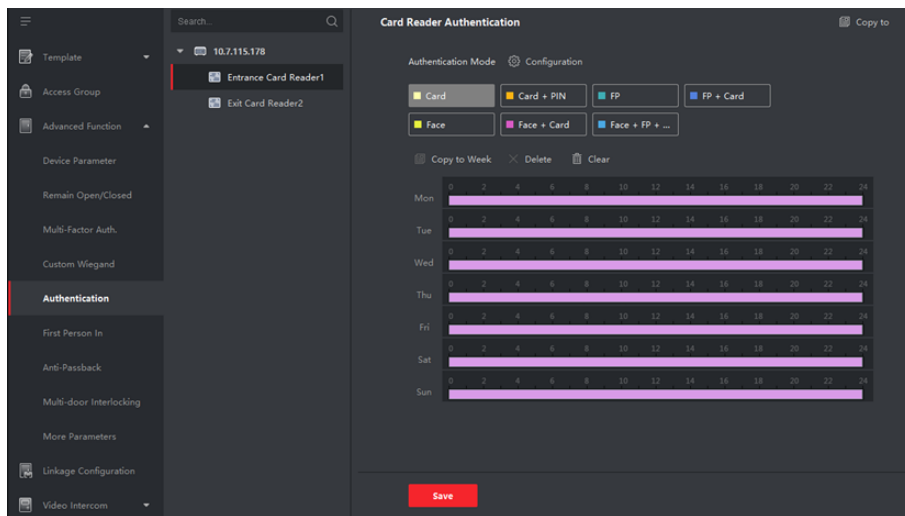 Search...
Card Reader Authentication
Copy to
Template
10.7.115.178
Authentication Mode
Configuration
Entrance Card Reader1
Access Group
Card
Card + PIN
FP
FP + Card
Exit Card Reader2
Advanced Function
Face
Face + Card
Face + FP + ...
Device Parameter
Copy to Week
Delete
Clear
Remain Open/Closed
Multi-Factor Auth.
Custom Wiegand
Authentication
First Person In
Anti-Passback
Multi-door Interlocking
More Parameters
Linkage Configuration
Video Intercom
0 2 4 6 8 10 12 14 16 18 20 22 24
Mon
0 2 4 6 8 10 12 14 16 18 20 22 24
Tue
0 2 4 6 8 10 12 14 16 18 20 22 24
Wed
0 2 4 6 8 10 12 14 16 18 20 22 24
Thu
0 2 4 6 8 10 12 14 16 18 20 22 24
Fri
0 2 4 6 8 10 12 14 16 18 20 22 24
Sat
0 2 4 6 8 10 12 14 16 18 20 22 24
Sun
Save